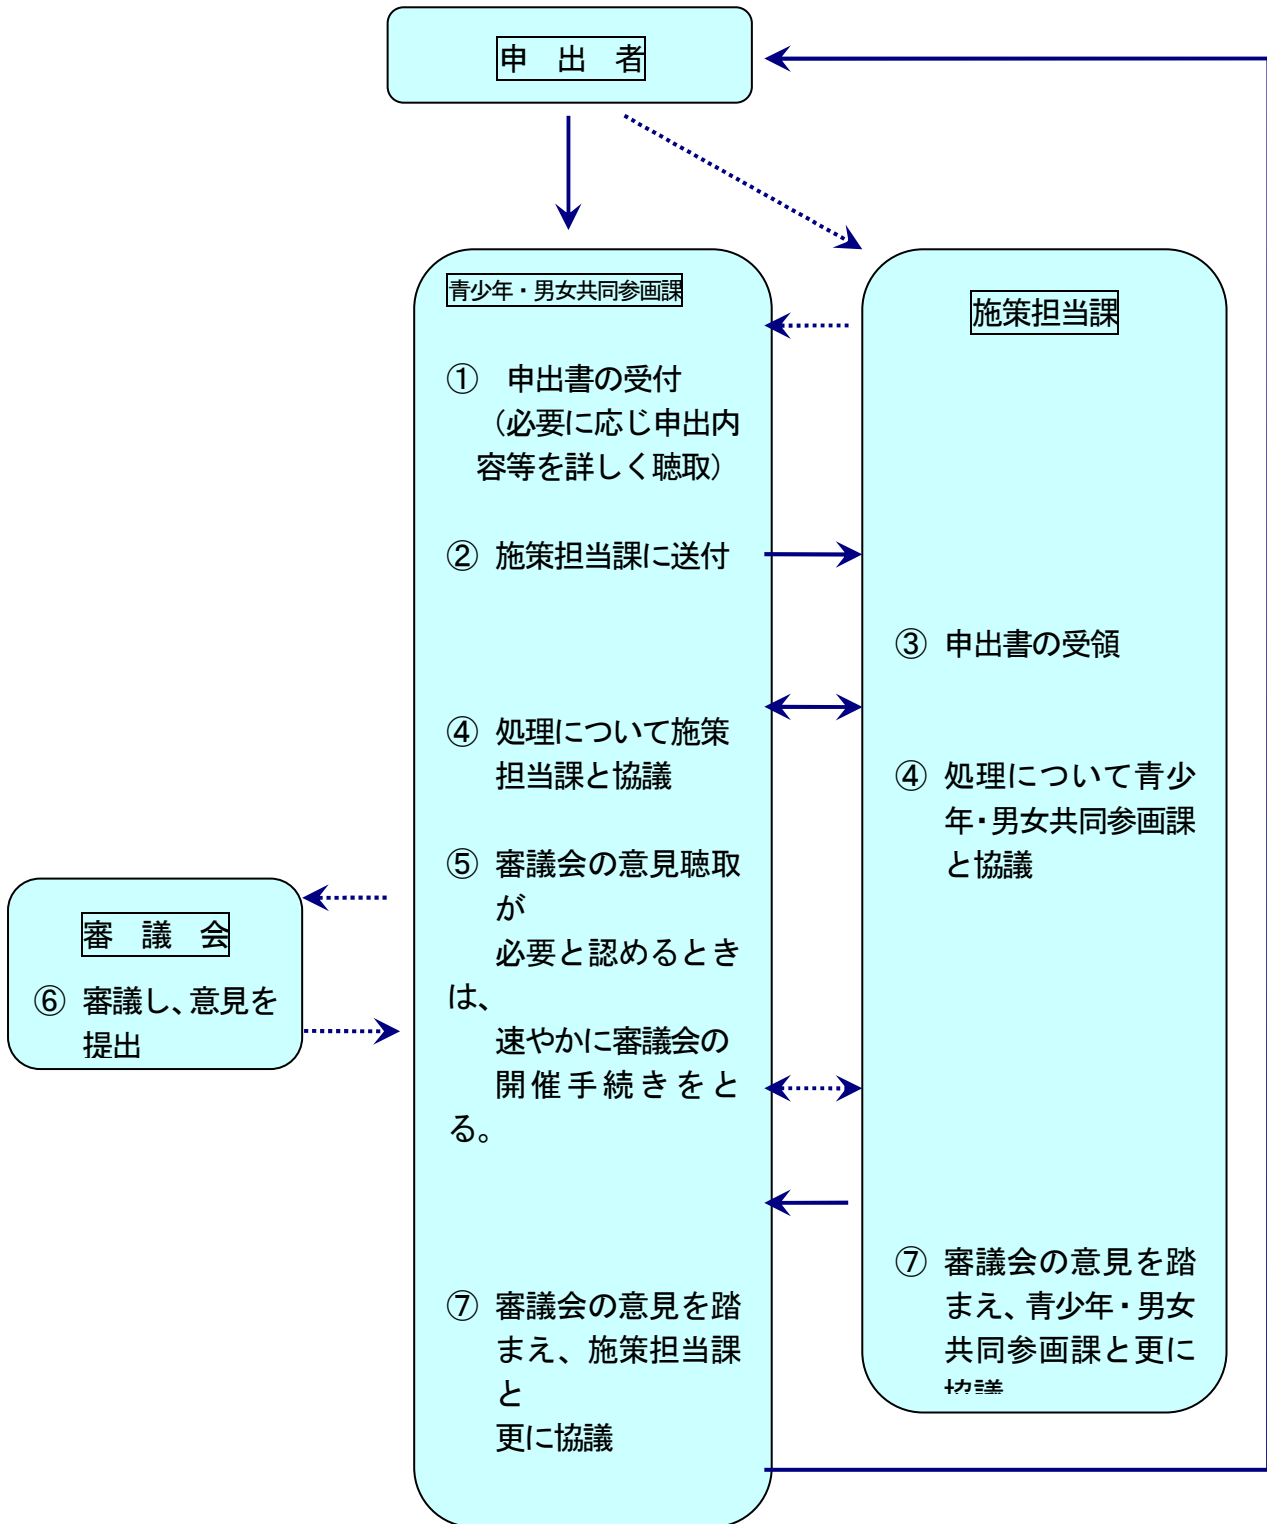 申　出　者
青少年・男女共同参画課
①　申出書の受付
（必要に応じ申出内
容等を詳しく聴取）
②　施策担当課に送付
④　処理について施策
担当課と協議
⑤　審議会の意見聴取
が
必要と認めるとき
は、
速やかに審議会の
開催手続きをと
る。
⑦　審議会の意見を踏
まえ、施策担当課
と
更に協議
施策担当課
③　申出書の受領
④　処理について青少
年・男女共同参画課
と協議
⑦　審議会の意見を踏
まえ、青少年・男女
共同参画課と更に
協議
審　議　会
⑥　審議し、意見を
提出